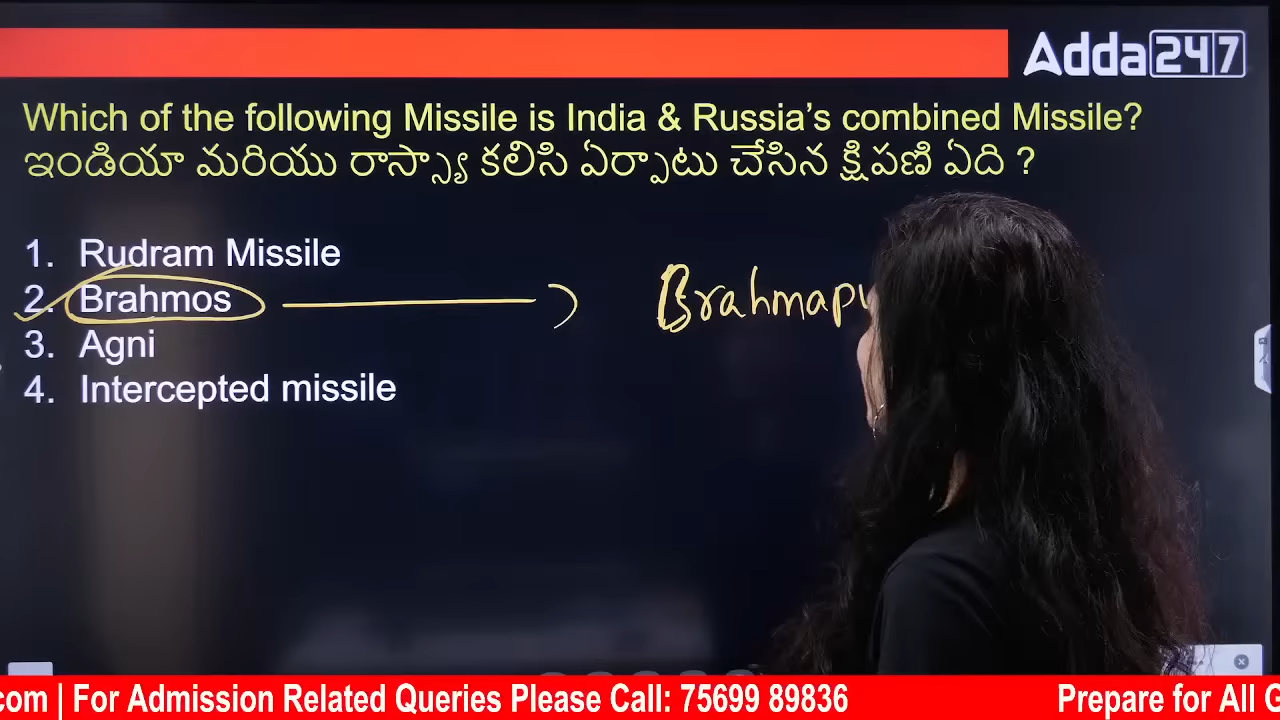 Adda247
Which of the following Missile is India & Russia's combined Missile?
ఇండియా మరియు రాస్స్యా కలిసి ఏర్పాటు చేసిన క్షిపణి ఏది ?
1. Rudram Missile
2. Brahmos
Brahmapu
3. Agni
4. Intercepted missile
com | For Admission Related Queries Please Call: 75699 89836 Prepare for All G